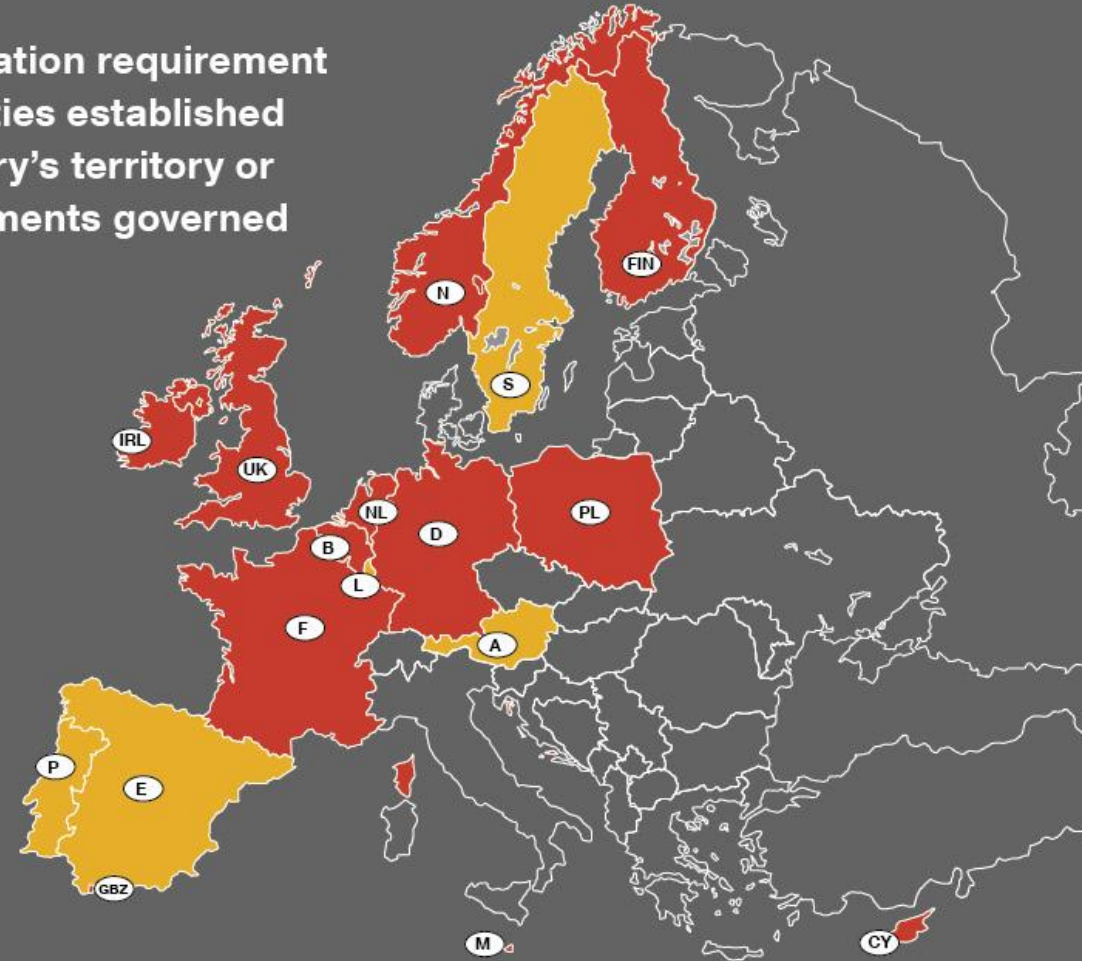 ation requirement
ties established
ry's territory or
ments governed
FIN
N
S
IRL
UK
NL
PL
D
B
L
F
A
P
E
GBZ
M
CY